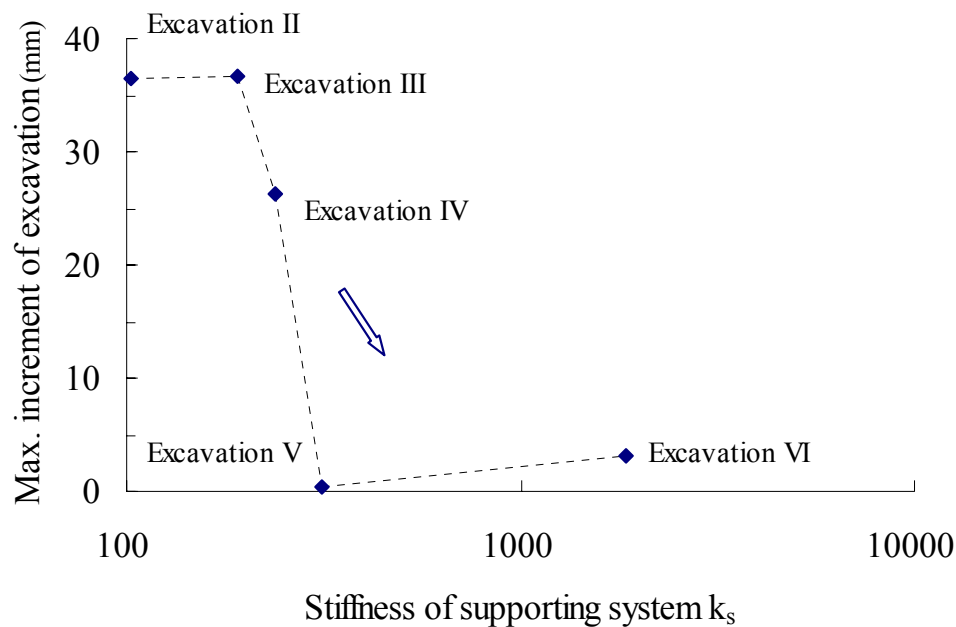 Excavation II
40
Excavation III
30
Excavation IV
20
10
Excavation V
Excavation VI
0
100
1000
10000
Max. increment of excavation (mm)
Stiffness of supporting system ks